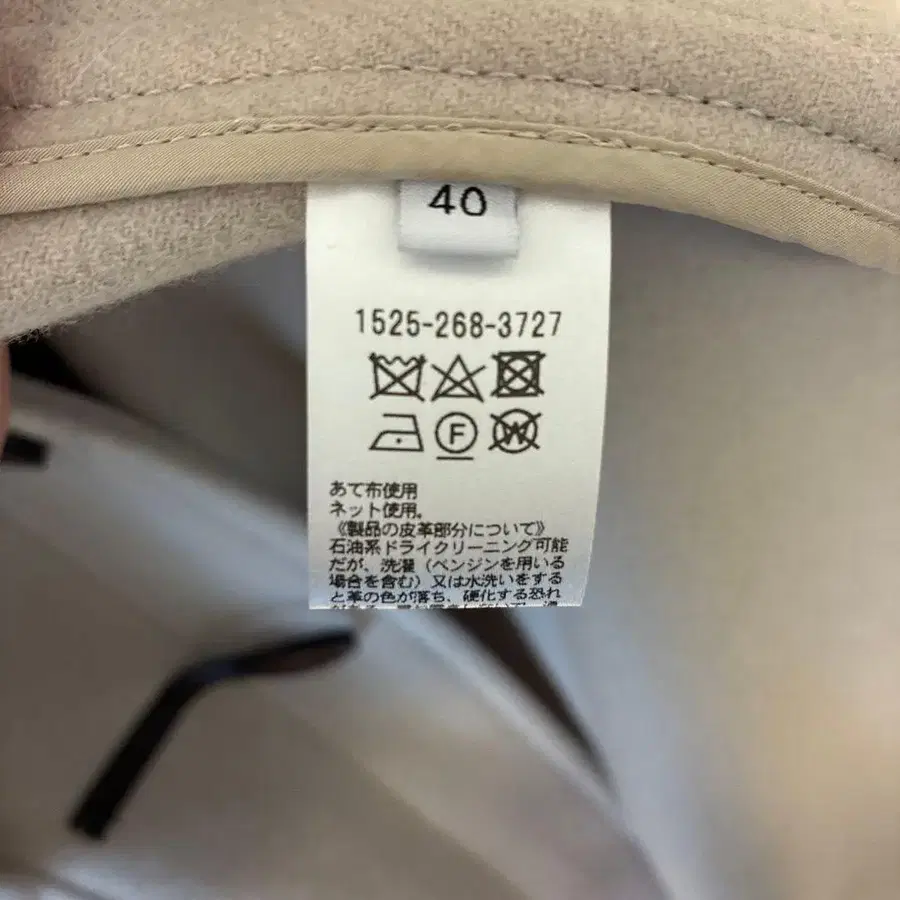 40
1525-268-3727
F
W
あて布使用
ネット使用。
《製品の皮革部分について》
石油系ドライクリーニング可能
だが、洗濯（ベンジンを用いる
場合を含む）又は水洗いをする
と革の色が落ち、硬化する恐れ